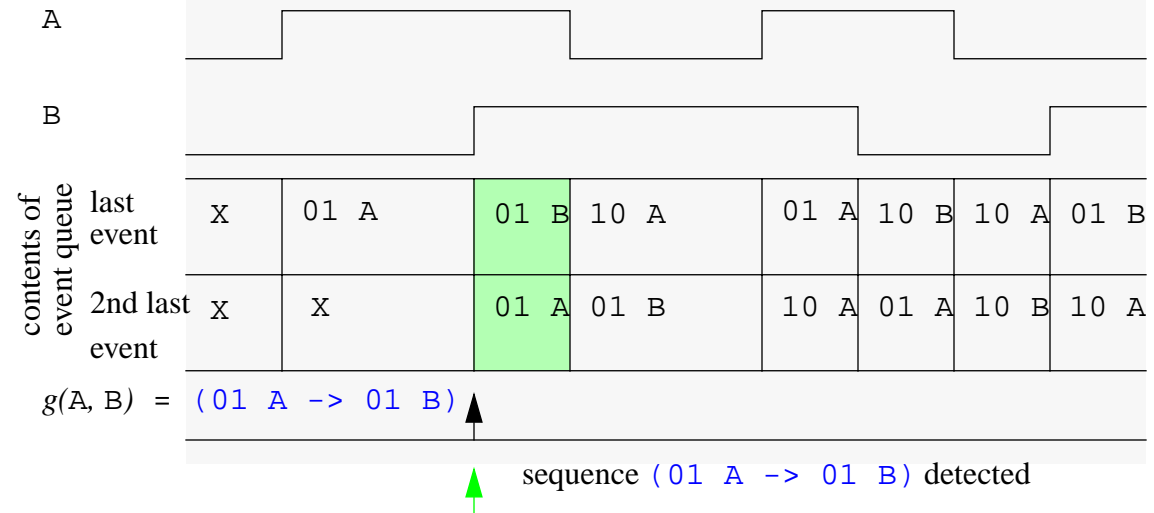 A
B
contents of
event queue
last
event
X 01 A 01 B 10 A 01 A 10 B 10 A 01 B
2nd last
event
X X 01 A 01 B 10 A 01 A 10 B 10 A
g(A, B) = (01 A -> 01 B)
sequence (01 A -> 01 B) detected